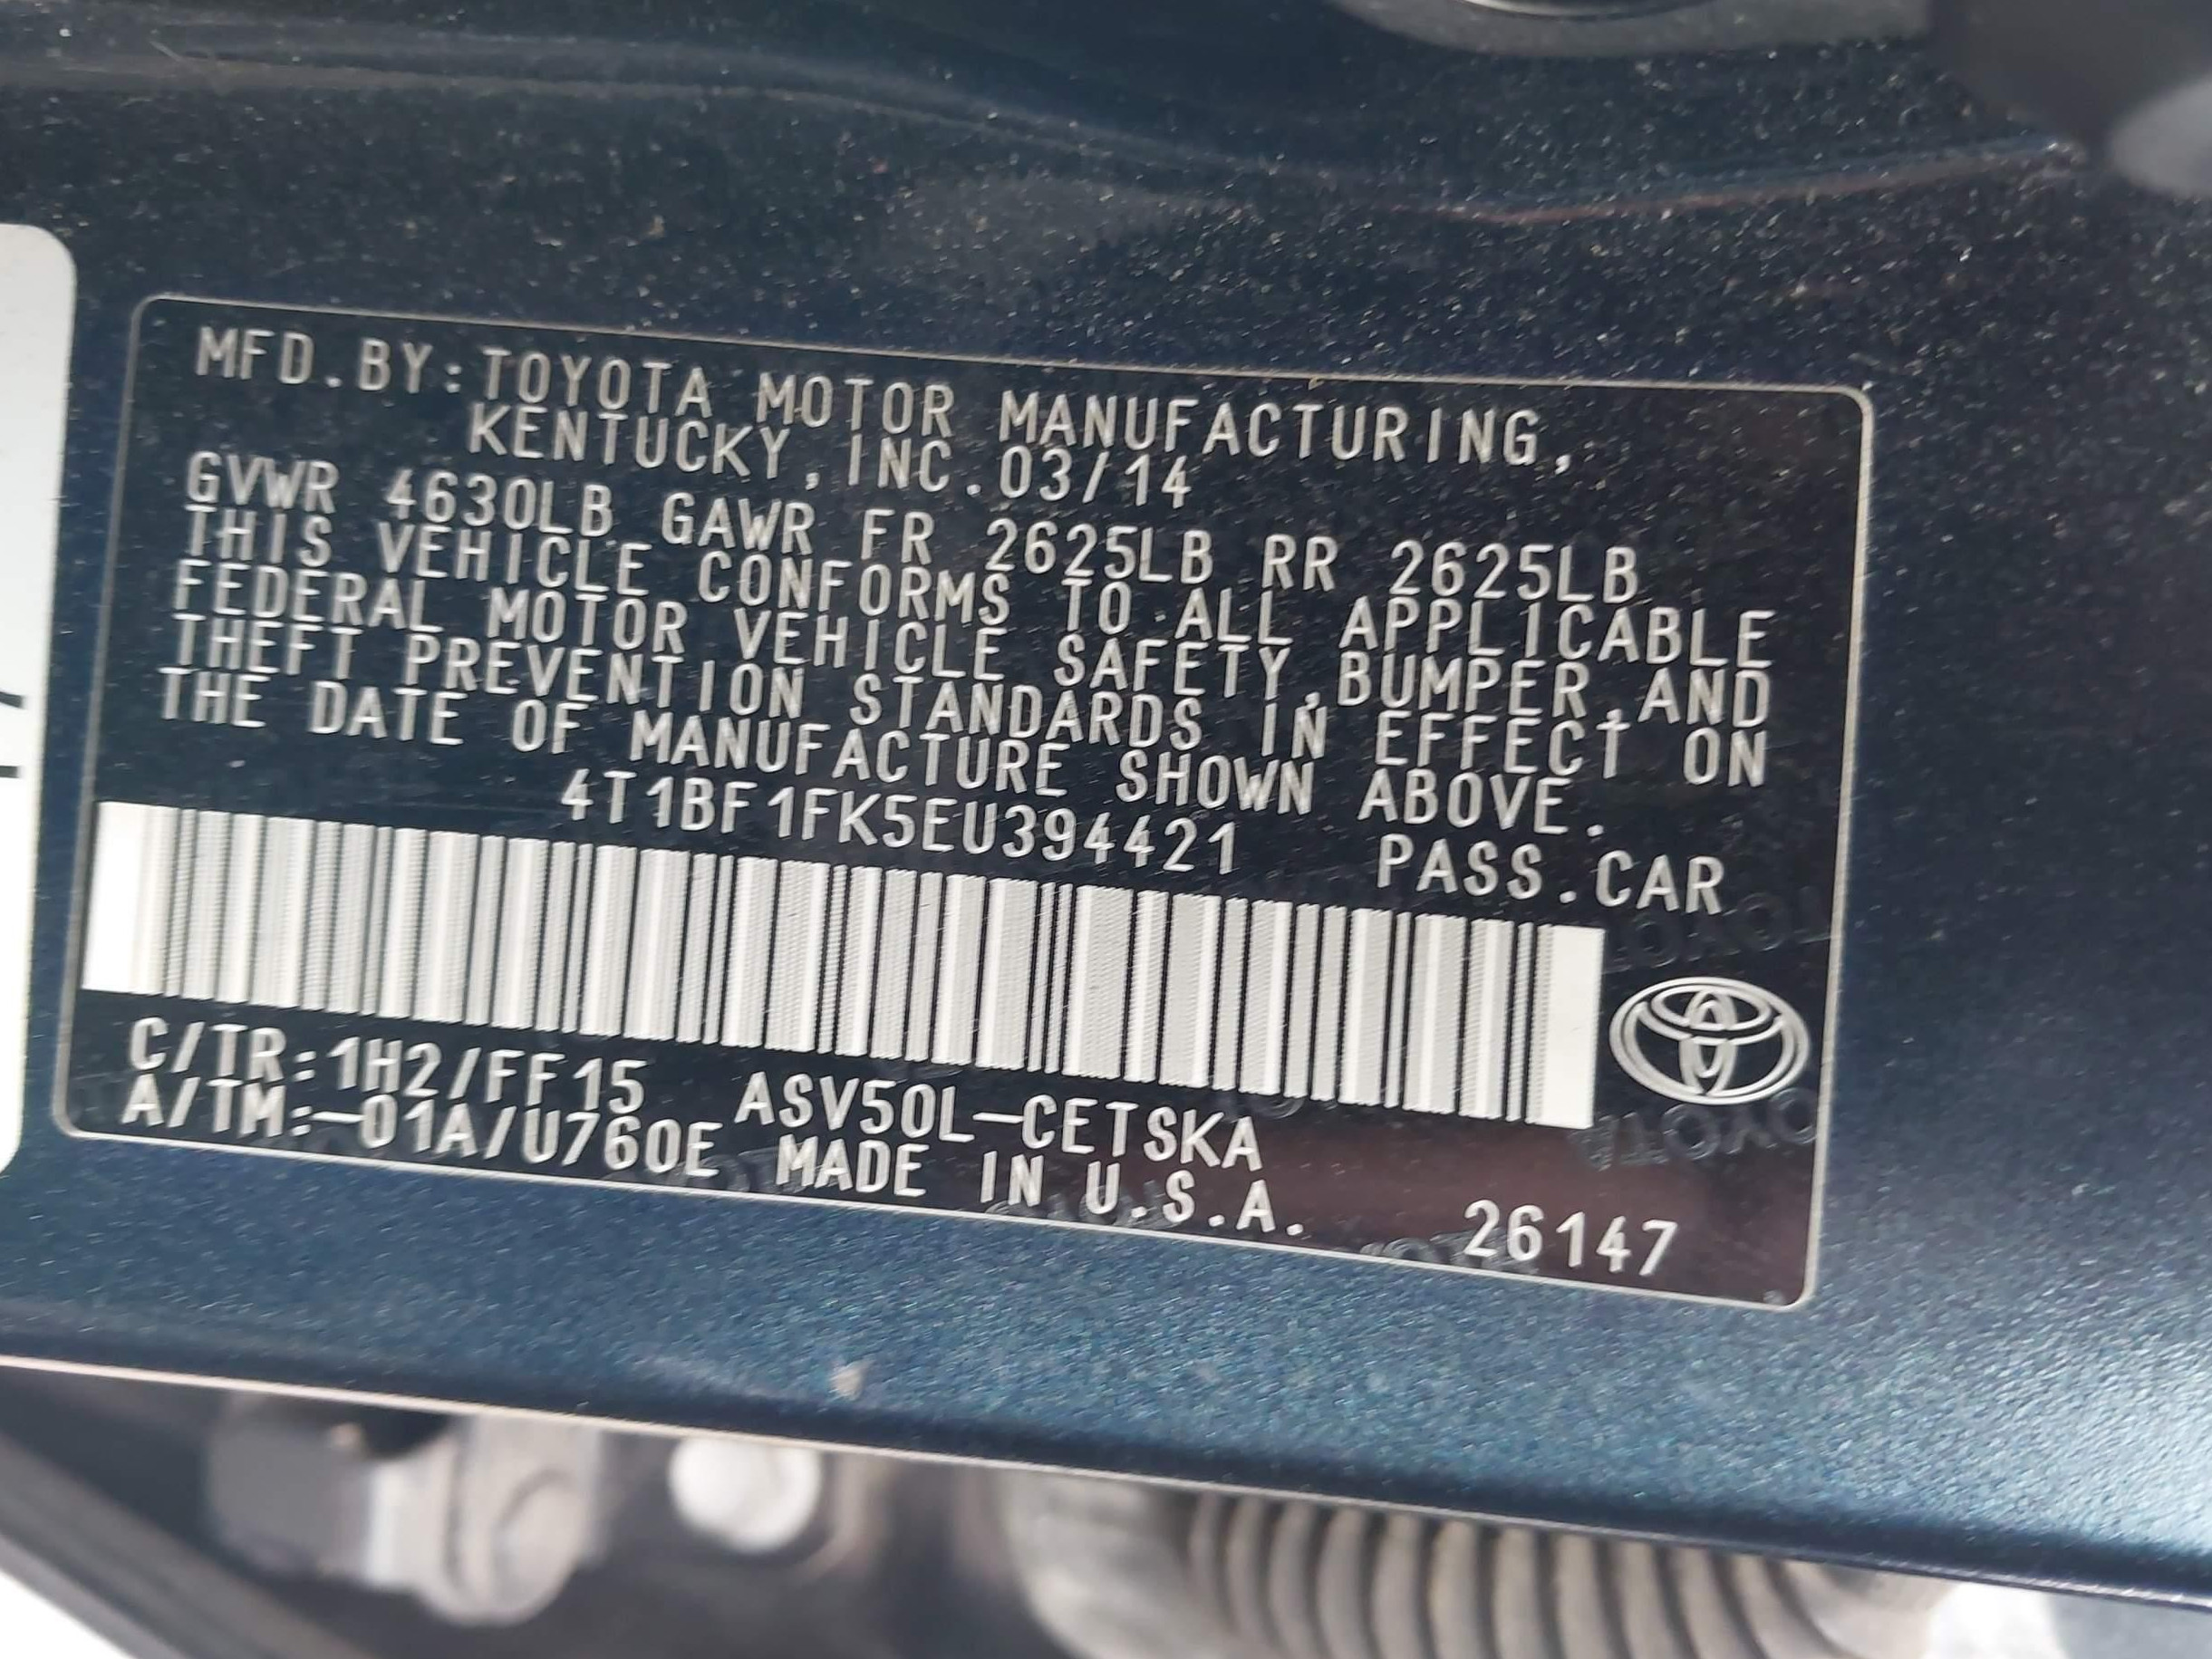 MFD.BY:TOYOTA MOTOR MANUFACTURING,
KENTUCKY,INC.03/14
GVWR 4630LB GAWR FR 2625LB RR 2625LB
THIS VEHICLE CONFORMS TO ALL APPLICABLE
FEDERAL MOTOR VEHICLE SAFETY,BUMPER,AND
THEFT PREVENTION STANDARDS IN EFFECT ON
THE DATE OF MANUFACTURE SHOWN ABOVE.
4T1BF1FK5EU394421 PASS.CAR
C/TR:1H2/FF15 ASV50L-CETSKA
A/TM:-01A/U760E MADE IN U.S.A. 26147